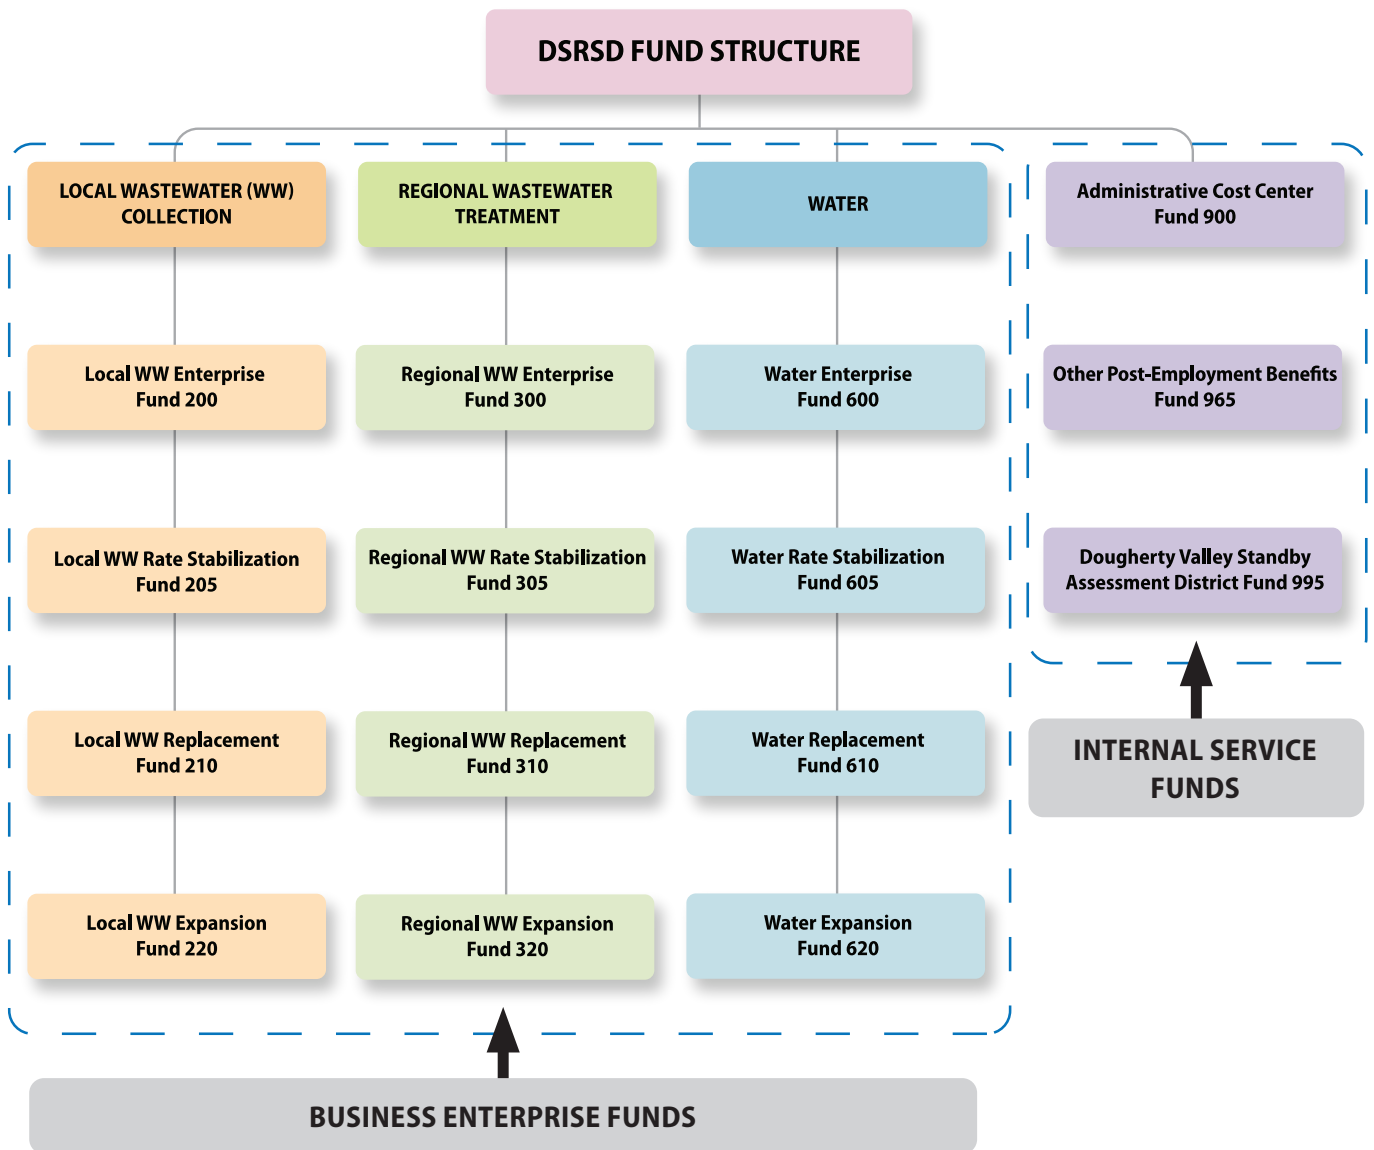 DSRSD FUND STRUCTURE
LOCAL WASTEWATER (WW)
COLLECTION
REGIONAL WASTEWATER
TREATMENT
WATER
Administrative Cost Center
Fund 900
Local WW Enterprise
Fund 200
Regional WW Enterprise
Fund 300
Water Enterprise
Fund 600
Other Post-Employment Benefits
Fund 965
Local WW Rate Stabilization
Fund 205
Regional WW Rate Stabilization
Fund 305
Water Rate Stabilization
Fund 605
Dougherty Valley Standby
Assessment District Fund 995
Local WW Replacement
Fund 210
Regional WW Replacement
Fund 310
Water Replacement
Fund 610
INTERNAL SERVICE
FUNDS
Local WW Expansion
Fund 220
Regional WW Expansion
Fund 320
Water Expansion
Fund 620
BUSINESS ENTERPRISE FUNDS